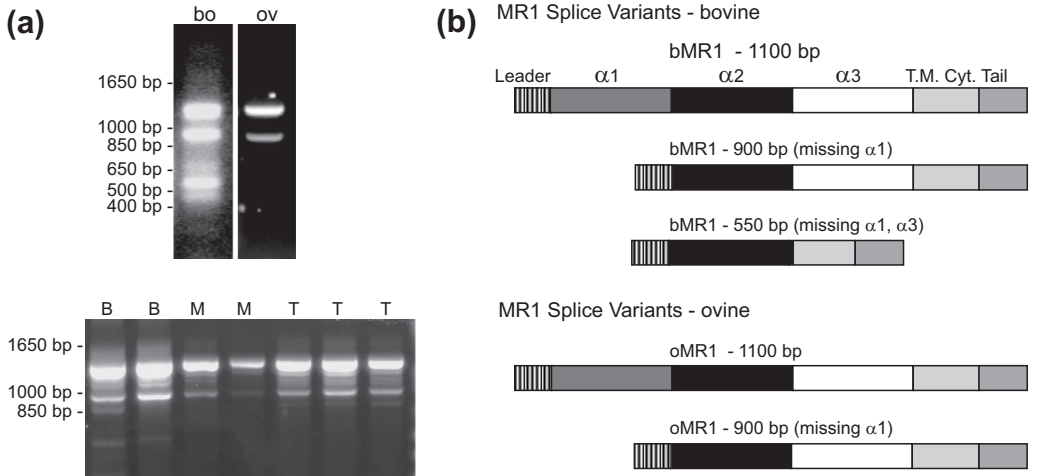 (a)
bo ov
1650 bp -
1000 bp -
850 bp -
650 bp -
500 bp -
400 bp -
B B M M T T T
1650 bp -
1000 bp -
850 bp -
(b)
MR1 Splice Variants - bovine
bMR1 - 1100 bp
Leader α1 α2 α3 T.M. Cyt. Tail
bMR1 - 900 bp (missing α1)
bMR1 - 550 bp (missing α1, α3)
MR1 Splice Variants - ovine
oMR1 - 1100 bp
oMR1 - 900 bp (missing α1)